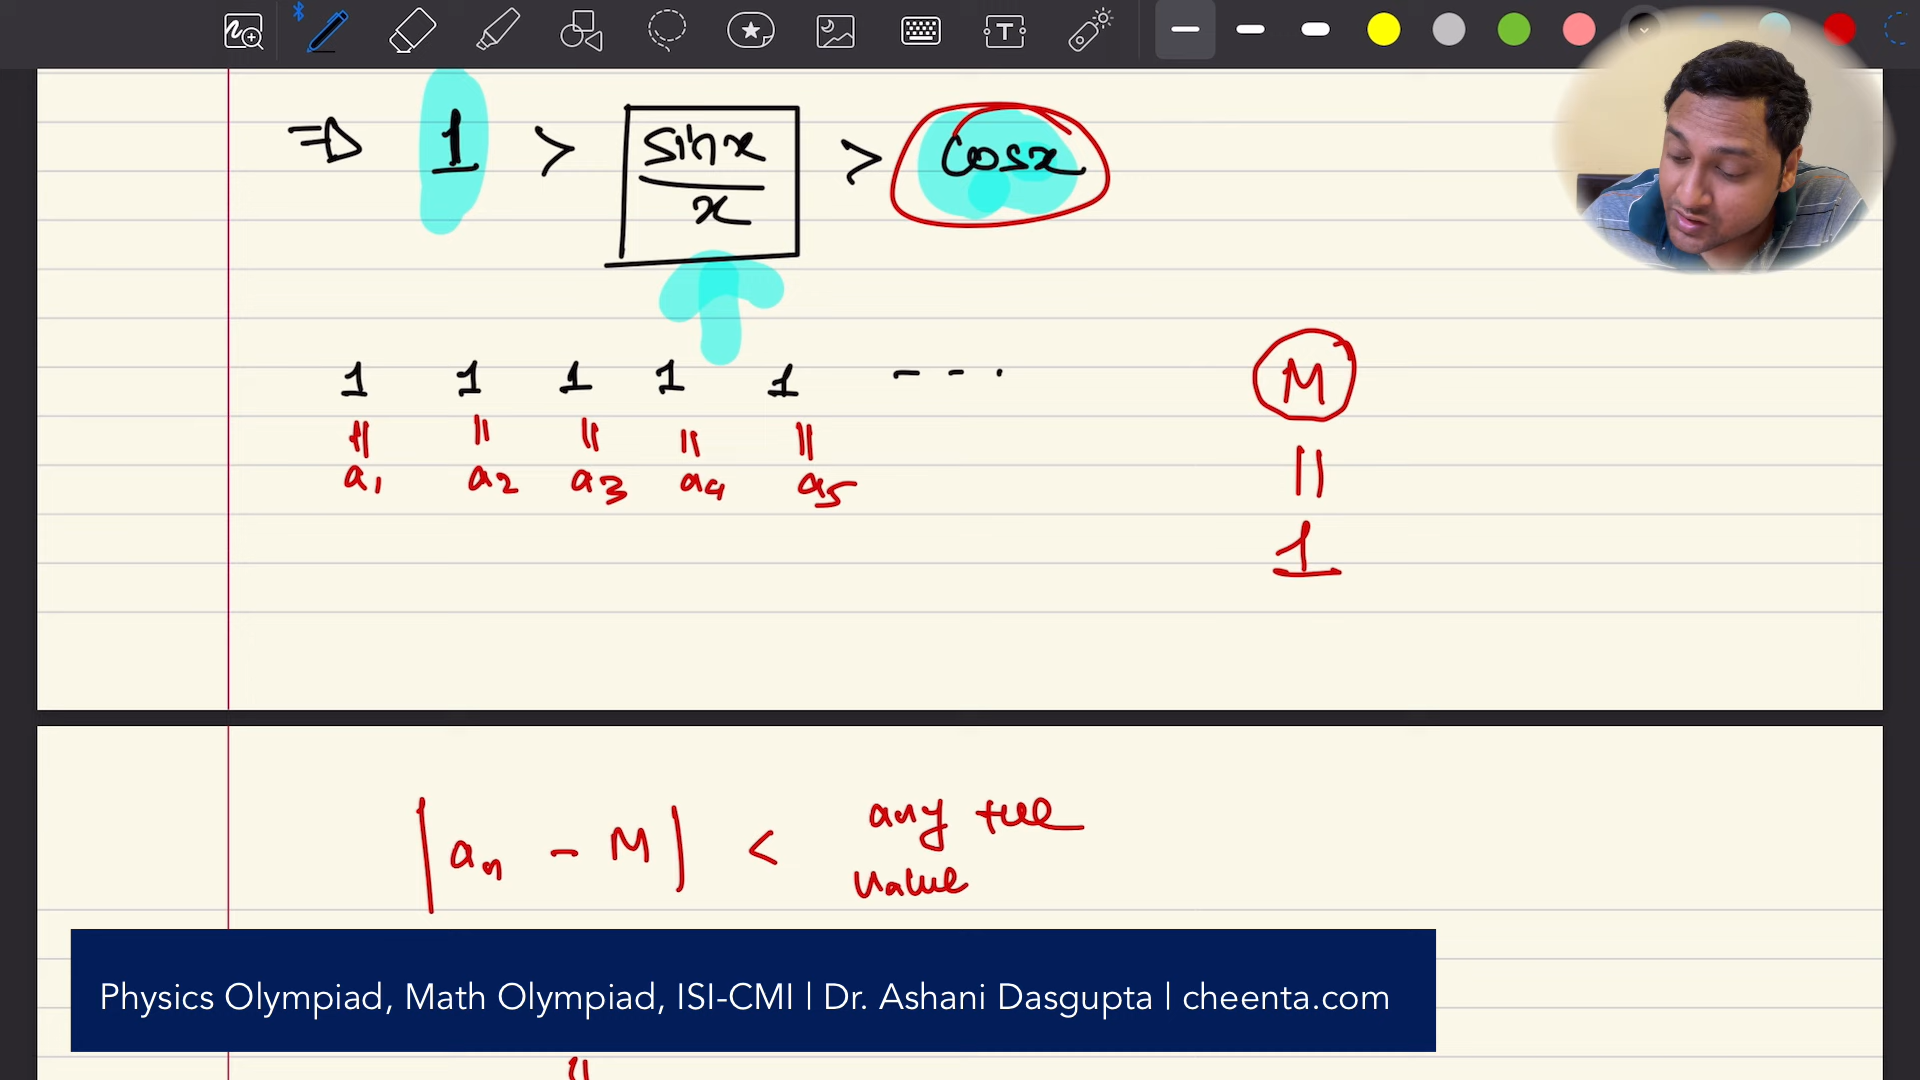 ⇒ 1 > sin x / x > cos x
1 1 1 1 1 - - .
|| || || || ||
a₁ a₂ a₃ a₄ a₅
M
||
1
|aₙ - M| < any +ve
value
Physics Olympiad, Math Olympiad, ISI-CMI | Dr. Ashani Dasgupta | cheenta.com